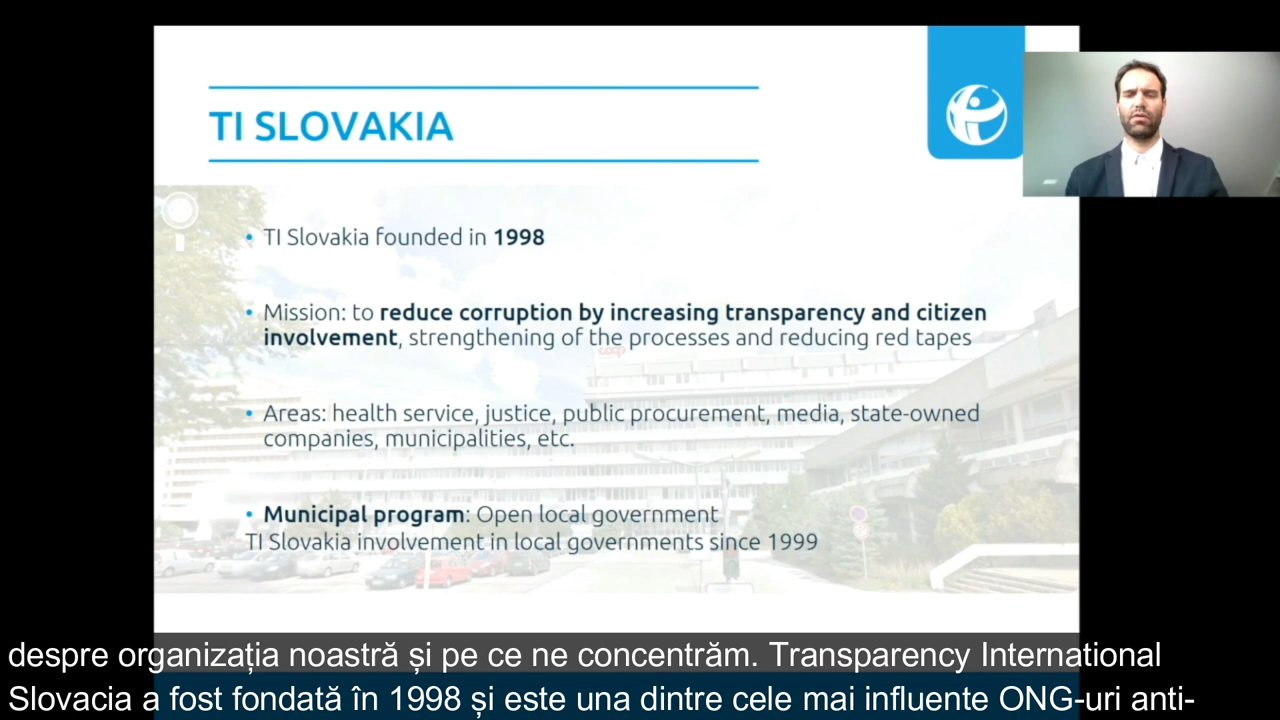 TI SLOVAKIA
• TI Slovakia founded in 1998
• Mission: to reduce corruption by increasing transparency and citizen
involvement, strengthening of the processes and reducing red tapes
• Areas: health service, justice, public procurement, media, state-owned
companies, municipalities, etc.
• Municipal program: Open local government
TI Slovakia involvement in local governments since 1999
despre organizația noastră și pe ce ne concentrăm. Transparency International
Slovacia a fost fondată în 1998 și este una dintre cele mai influente ONG-uri anti-